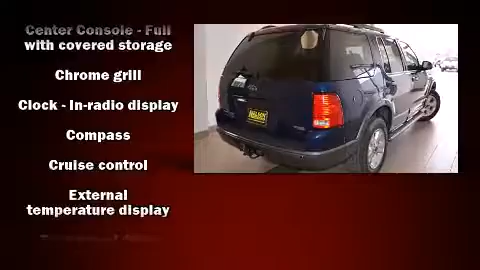 Center Console - Full
with covered storage
Chrome grill
Clock - In-radio display
Compass
Cruise control
External
temperature display